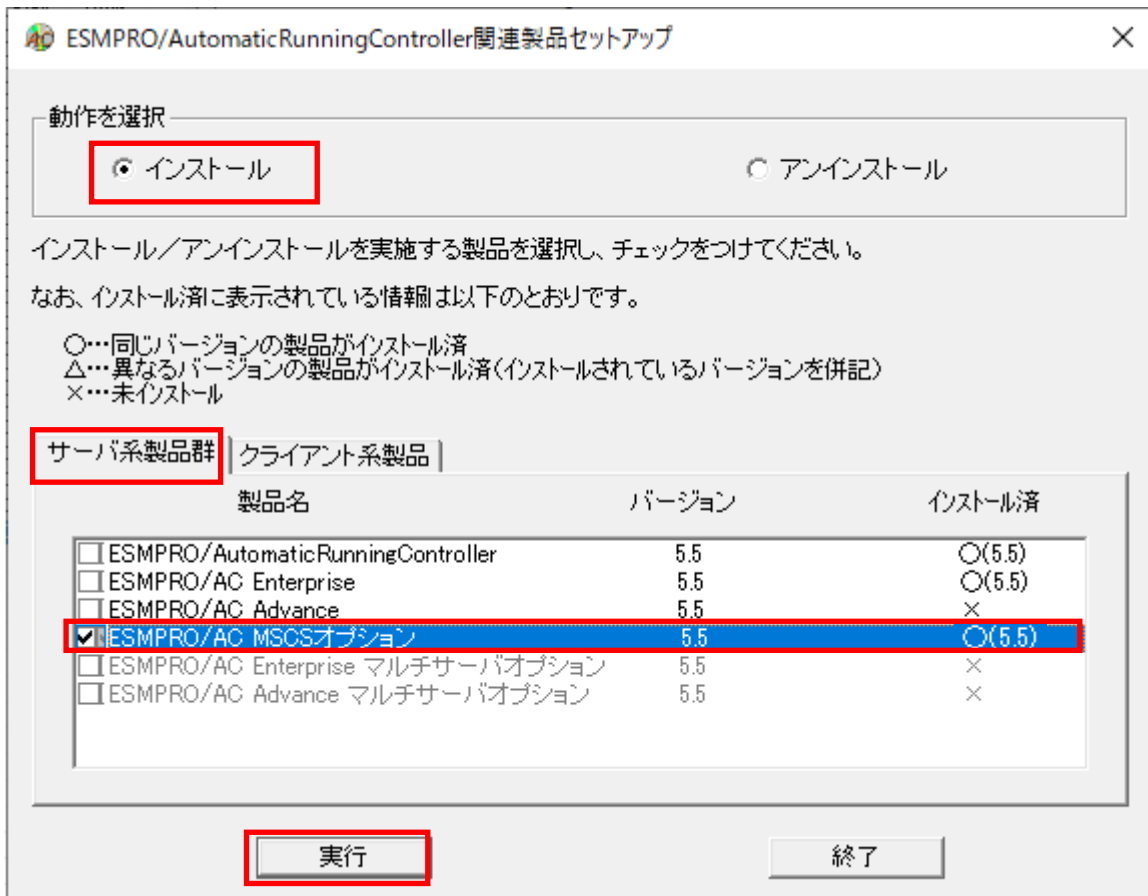 ESMPRO/AutomaticRunningController関連製品セットアップ
動作を選択
インストール
アンインストール
インストール／アンインストールを実施する製品を選択し、チェックをつけてください。
なお、インストール済に表示されている情報は以下のとおりです。
○…同じバージョンの製品がインストール済
△…異なるバージョンの製品がインストール済(インストールされているバージョンを併記)
×…未インストール
サーバ系製品群 クライアント系製品
製品名 バージョン インストール済
ESMPRO/AutomaticRunningController 5.5 ○(5.5)
ESMPRO/AC Enterprise 5.5 ○(5.5)
ESMPRO/AC Advance 5.5 ×
ESMPRO/AC MSCSオプション 5.5 ○(5.5)
ESMPRO/AC Enterprise マルチサーバオプション 5.5 ×
ESMPRO/AC Advance マルチサーバオプション 5.5 ×
実行 終了